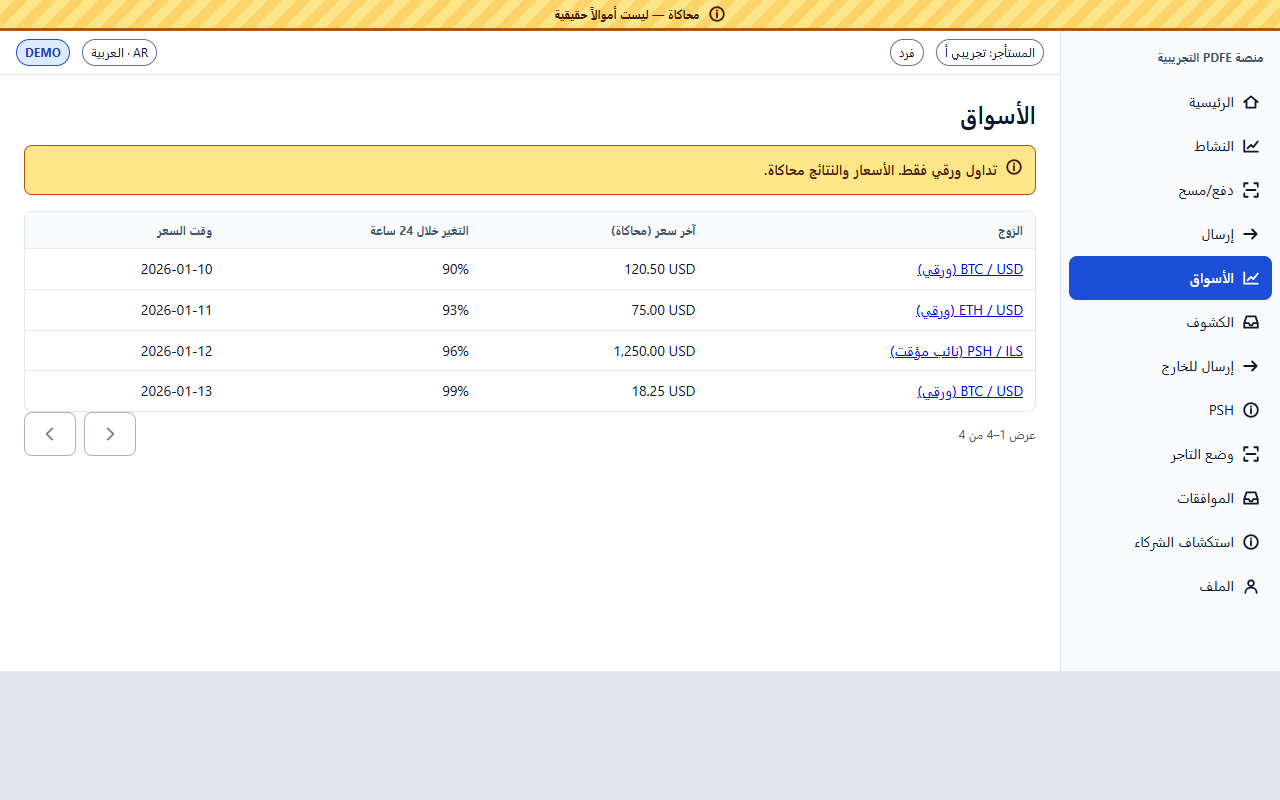 محاكاة — ليست أموالاً حقيقية
منصة PDFE التجريبية
الرئيسية
النشاط
دفع/مسح
إرسال
الأسواق
الكشوف
إرسال للخارج
PSH
وضع التاجر
الموافقات
استكشاف الشركاء
الملف
المستأجر: تجريبي أ
فرد
AR · العربية
DEMO
الأسواق
تداول ورقي فقط. الأسعار والنتائج محاكاة.
الزوج آخر سعر (محاكاة) التغير خلال 24 ساعة وقت السعر
BTC / USD (ورقي) 120.50 USD 90% 2026-01-10
ETH / USD (ورقي) 75.00 USD 93% 2026-01-11
PSH / ILS (نائب مؤقت) 1,250.00 USD 96% 2026-01-12
BTC / USD (ورقي) 18.25 USD 99% 2026-01-13
عرض 1–4 من 4